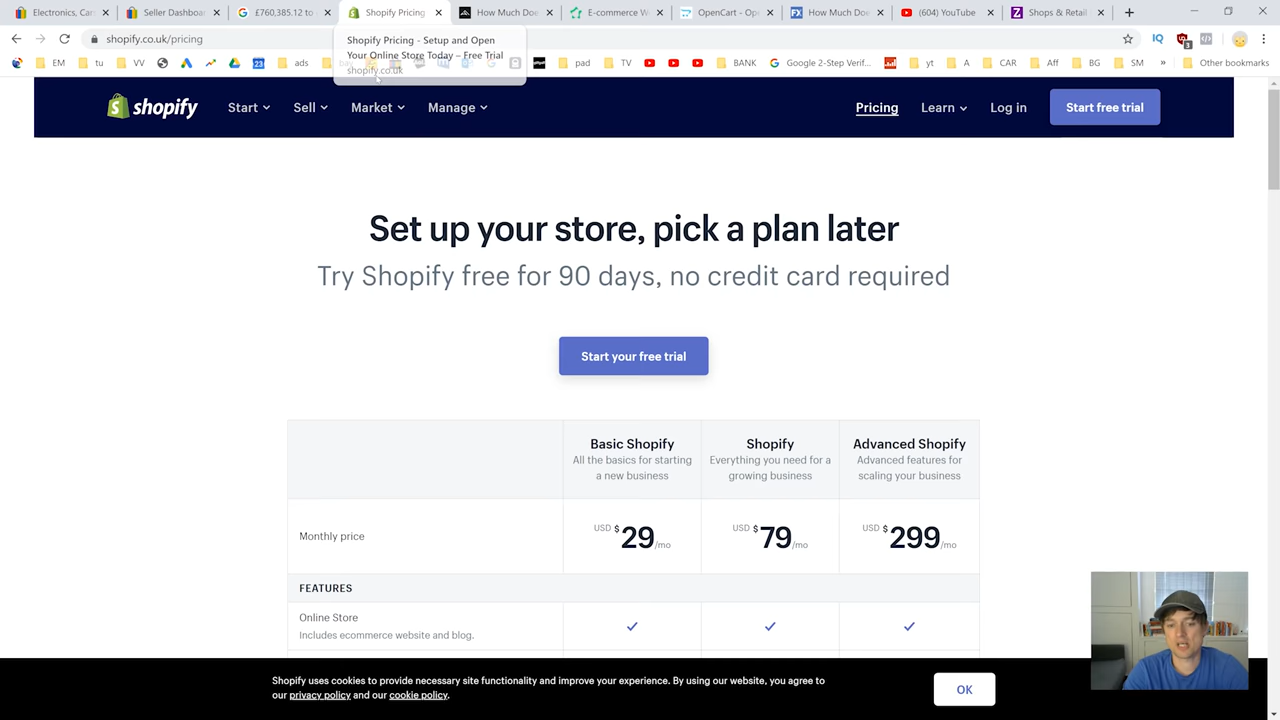 Electronics, Car
Seller Dashboa
£760,385.12 to
Shopify Pricing
How Much Doe
E-commerce W
OpenCart - Op
How Much Doe
(604) YouTube
Shops & Retail
shopify.co.uk/pricing
Shopify Pricing - Setup and Open
Your Online Store Today – Free Trial
shopify.co.uk
EM
tu
VV
ads
pad
TV
BANK
Google 2-Step Verif...
yt
A
CAR
Aff
BG
SM
»
Other bookmarks
shopify
Start
Sell
Market
Manage
Pricing
Learn
Log in
Start free trial
Set up your store, pick a plan later
Try Shopify free for 90 days, no credit card required
Start your free trial
Basic Shopify
All the basics for starting
a new business
Shopify
Everything you need for a
growing business
Advanced Shopify
Advanced features for
scaling your business
Monthly price
USD $ 29 /mo
USD $ 79 /mo
USD $ 299 /mo
FEATURES
Online Store
Includes ecommerce website and blog.
Shopify uses cookies to provide necessary site functionality and improve your experience. By using our website, you agree to
our privacy policy and our cookie policy.
OK